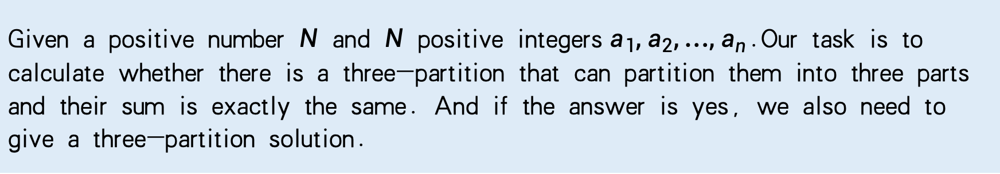 Given a positive number N and N positive integers a₁, a₂, ..., aₙ. Our task is to
calculate whether there is a three—partition that can partition them into three parts
and their sum is exactly the same. And if the answer is yes, we also need to
give a three—partition solution.